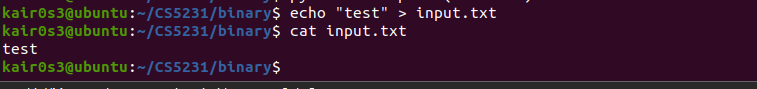 kair0s3@ubuntu:~/CS5231/binary$ echo "test" > input.txt
kair0s3@ubuntu:~/CS5231/binary$ cat input.txt
test
kair0s3@ubuntu:~/CS5231/binary$